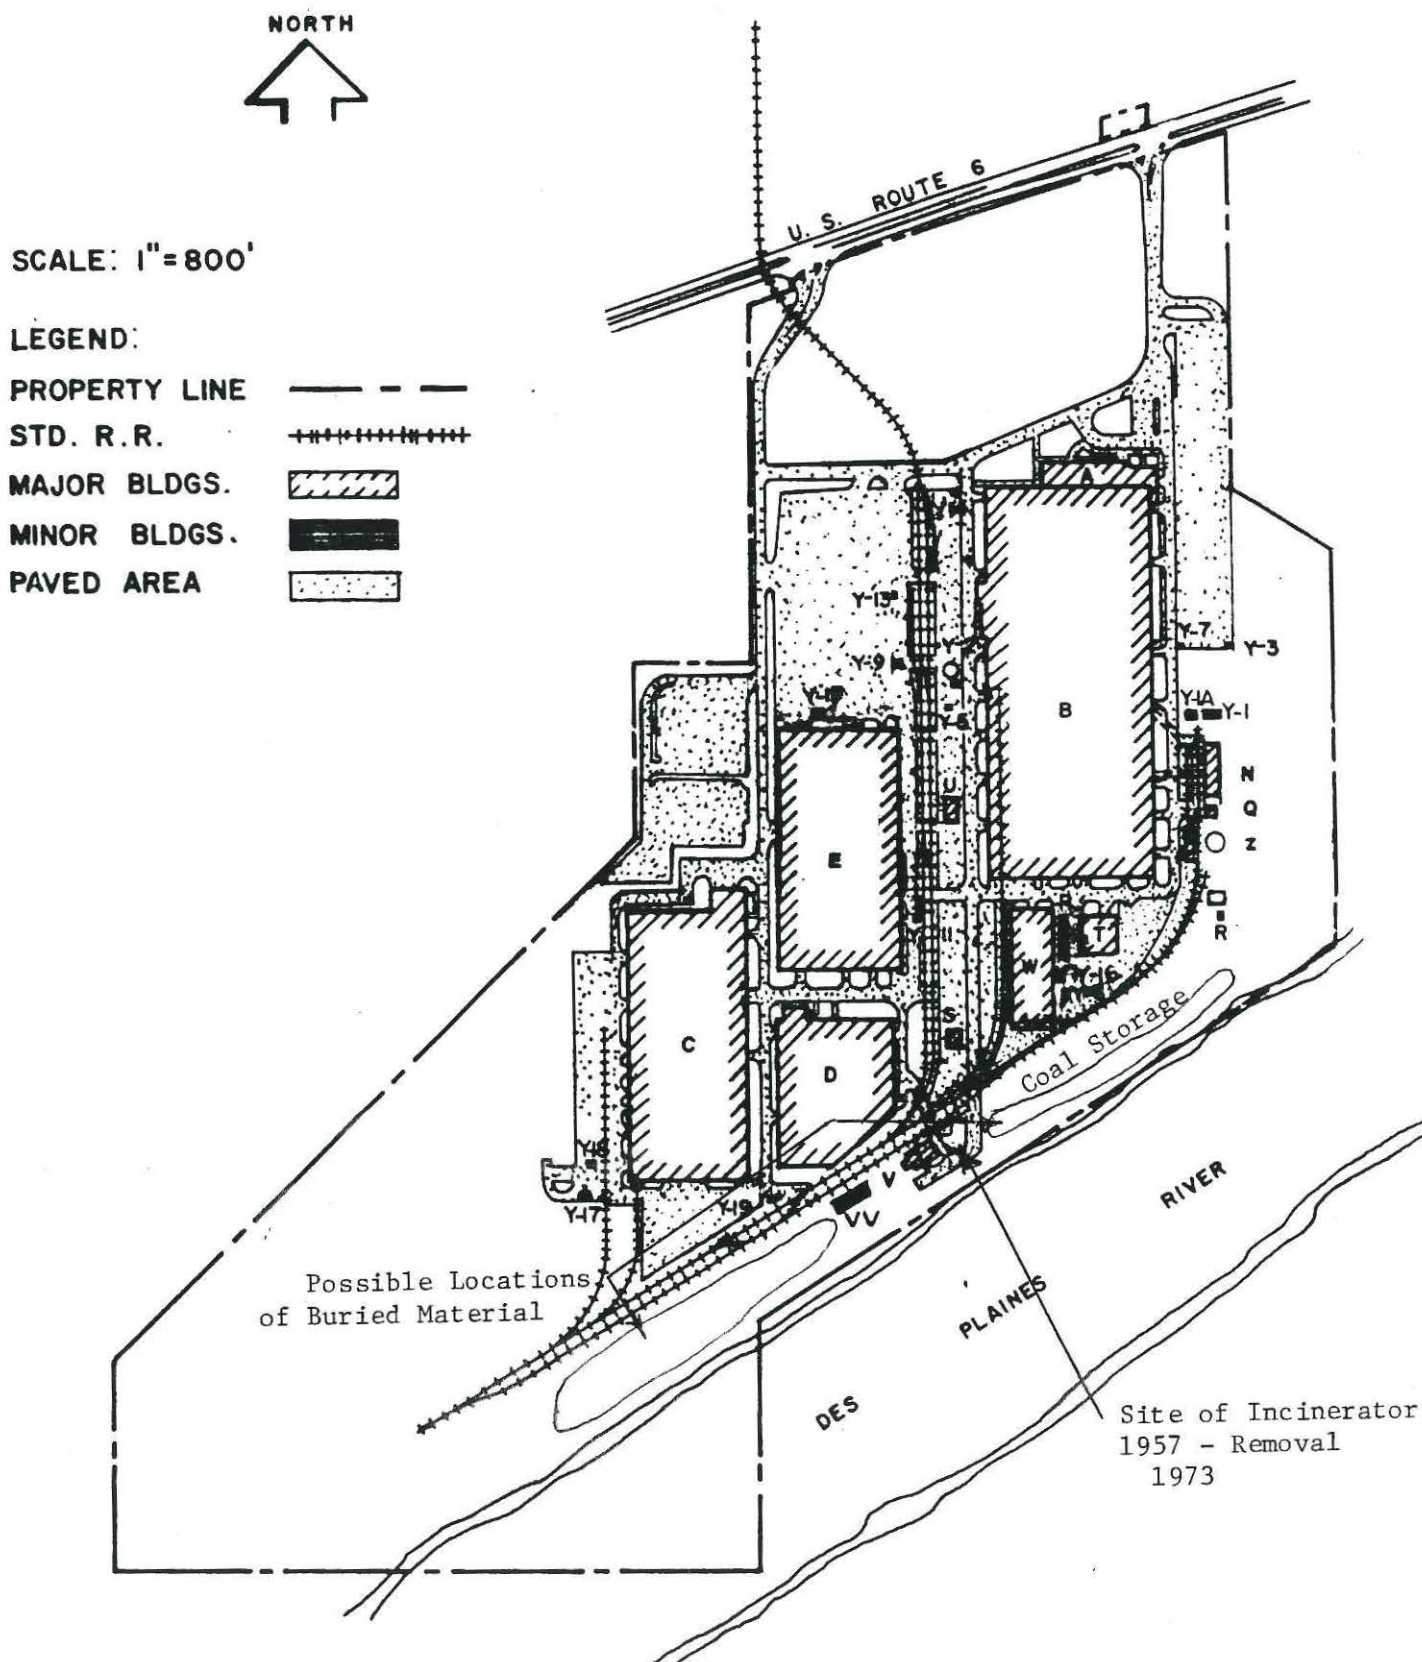 NORTH
U. S. ROUTE 6
SCALE: 1"=800'
LEGEND:
PROPERTY LINE
STD. R.R.
MAJOR BLDGS.
MINOR BLDGS.
PAVED AREA
A
Y-13
Y-7
Y-3
Y-9
Y-1A
Y-1
B
N
U
Q
Z
E
R
11
T
W
Y-16
S
Coal Storage
C
D
Y-18
V
RIVER
Y-17
Y-19
VV
Possible Locations
of Buried Material
PLAINES
DES
Site of Incinerator
1957 - Removal
1973